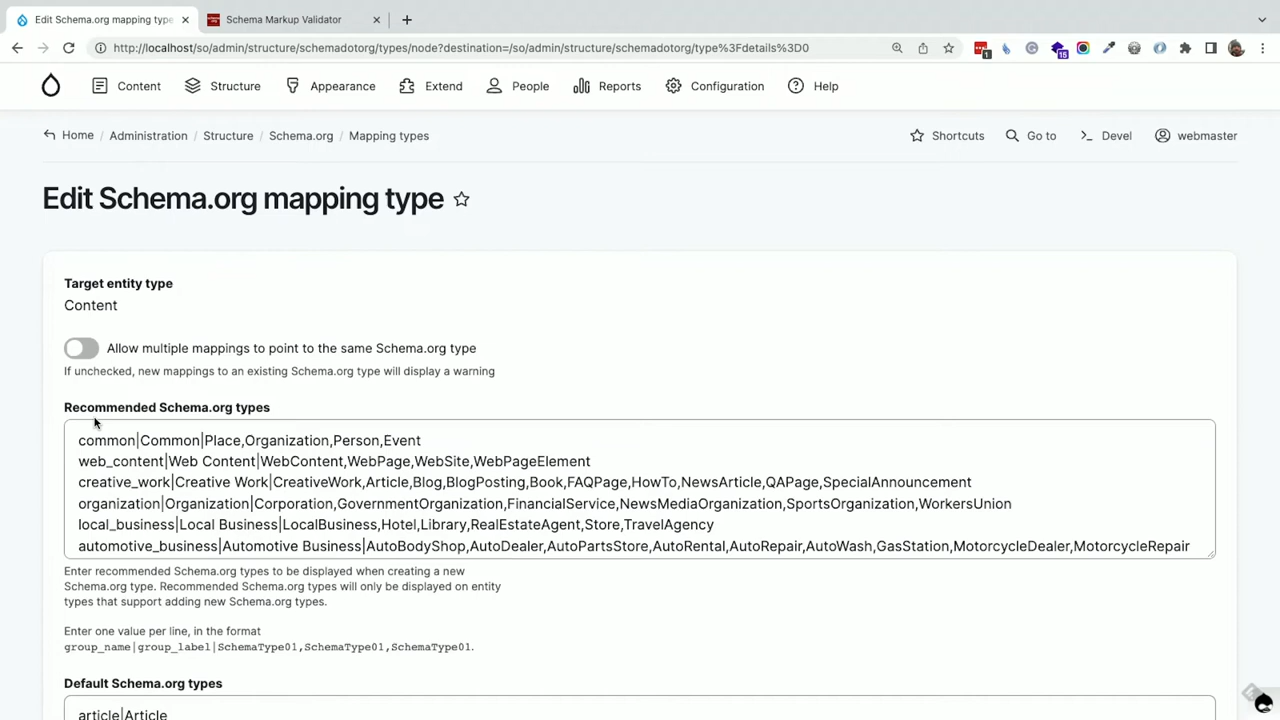 Edit Schema.org mapping type
Schema Markup Validator
http://localhost/so/admin/structure/schemadotorg/types/node?destination=/so/admin/structure/schemadotorg/type%3Fdetails%3D0
1
15
Content
Structure
Appearance
Extend
People
Reports
Configuration
Help
Home / Administration / Structure / Schema.org / Mapping types
Shortcuts
Go to
Devel
webmaster
Edit Schema.org mapping type
Target entity type
Content
Allow multiple mappings to point to the same Schema.org type
If unchecked, new mappings to an existing Schema.org type will display a warning
Recommended Schema.org types
common|Common|Place,Organization,Person,Event
web_content|Web Content|WebContent,WebPage,WebSite,WebPageElement
creative_work|Creative Work|CreativeWork,Article,Blog,BlogPosting,Book,FAQPage,HowTo,NewsArticle,QAPage,SpecialAnnouncement
organization|Organization|Corporation,GovernmentOrganization,FinancialService,NewsMediaOrganization,SportsOrganization,WorkersUnion
local_business|Local Business|LocalBusiness,Hotel,Library,RealEstateAgent,Store,TravelAgency
automotive_business|Automotive Business|AutoBodyShop,AutoDealer,AutoPartsStore,AutoRental,AutoRepair,AutoWash,GasStation,MotorcycleDealer,MotorcycleRepair
Enter recommended Schema.org types to be displayed when creating a new
Schema.org type. Recommended Schema.org types will only be displayed on entity
types that support adding new Schema.org types.
Enter one value per line, in the format
group_name|group_label|SchemaType01,SchemaType01,SchemaType01.
Default Schema.org types
article|Article